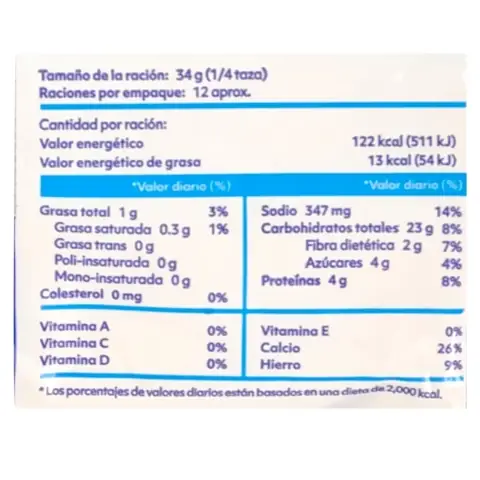 Tamaño de la ración: 34 g (1/4 taza)
Raciones por empaque: 12 aprox.
Cantidad por ración:
Valor energético 122 kcal (511 kJ)
Valor energético de grasa 13 kcal (54 kJ)
*Valor diario (%) *Valor diario (%)
Grasa total 1 g 3% Sodio 347 mg 14%
Grasa saturada 0.3 g 1% Carbohidratos totales 23 g 8%
Grasa trans 0 g Fibra dietética 2 g 7%
Poli-insaturada 0 g Azúcares 4 g 4%
Mono-insaturada 0 g Proteínas 4 g 8%
Colesterol 0 mg 0%
Vitamina A 0% Vitamina E 0%
Vitamina C 0% Calcio 26%
Vitamina D 0% Hierro 9%
*Los porcentajes de valores diarios están basados en una dieta de 2,000 kcal.